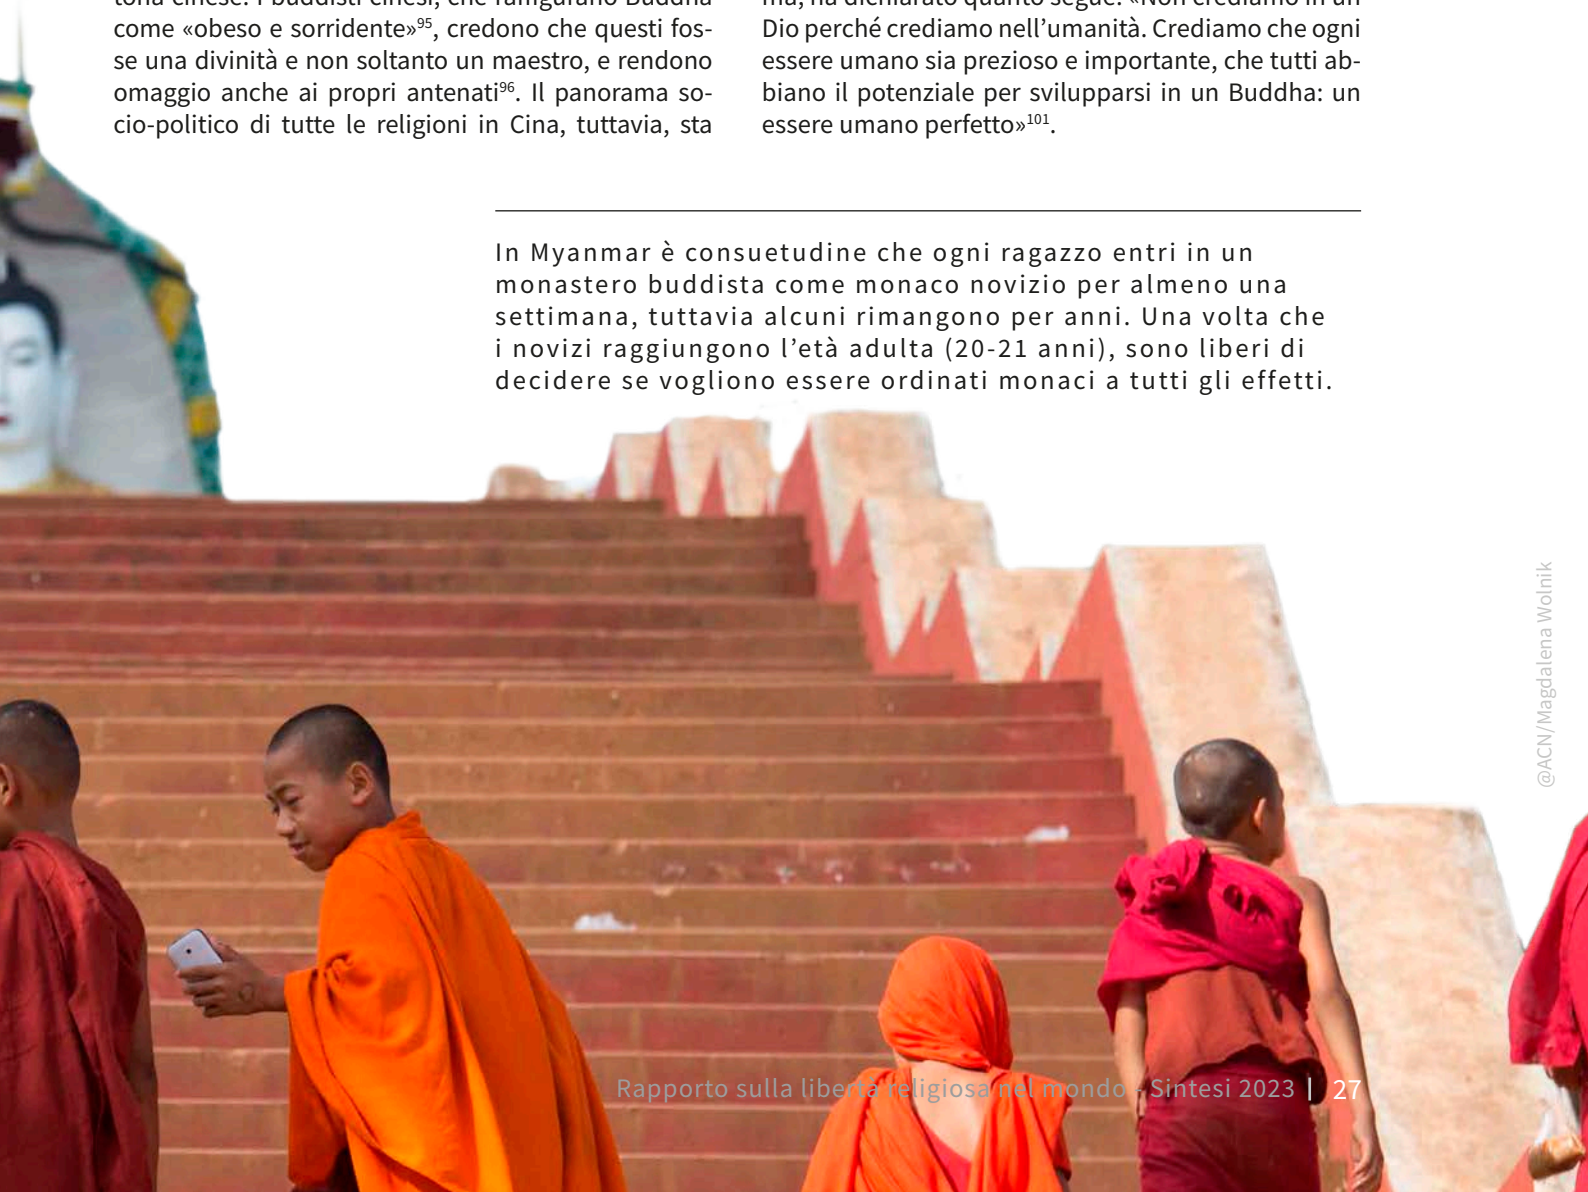 come «obeso e sorridente»95, credono che questi fos-
se una divinità e non soltanto un maestro, e rendono
omaggio anche ai propri antenati96. Il panorama so-
cio-politico di tutte le religioni in Cina, tuttavia, sta
Dio perché crediamo nell’umanità. Crediamo che ogni
essere umano sia prezioso e importante, che tutti ab-
biano il potenziale per svilupparsi in un Buddha: un
essere umano perfetto»101.
In Myanmar è consuetudine che ogni ragazzo entri in un
monastero buddista come monaco novizio per almeno una
settimana, tuttavia alcuni rimangono per anni. Una volta che
i novizi raggiungono l’età adulta (20-21 anni), sono liberi di
decidere se vogliono essere ordinati monaci a tutti gli effetti.
@ACN/Magdalena Wolnik
Rapporto sulla libertà religiosa nel mondo - Sintesi 2023 | 27